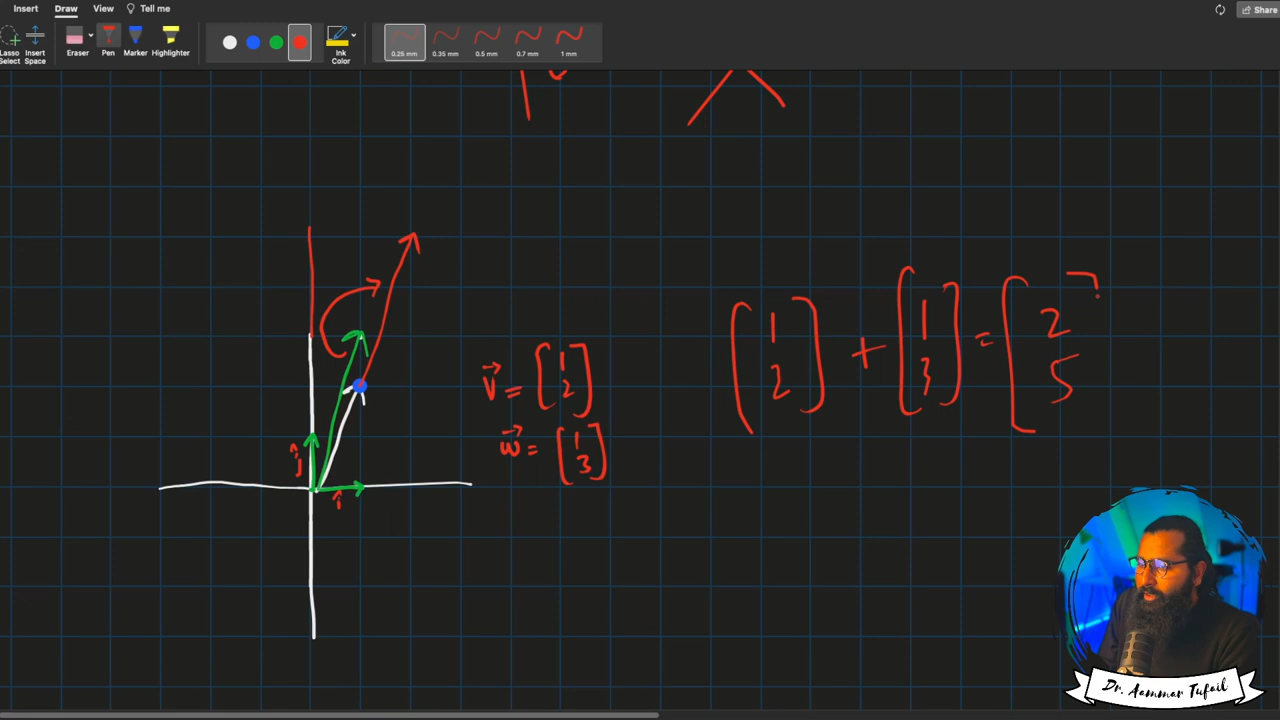 Insert Draw View Tell me
Share
Lasso Select
Insert Space
Eraser
Pen
Marker
Highlighter
Ink Color
0.25 mm
0.35 mm
0.5 mm
0.7 mm
1 mm
v = [1 2]
w = [1 3]
[1 2] + [1 3] = [2 5]
ĵ
î
Dr. Aammar Tufail